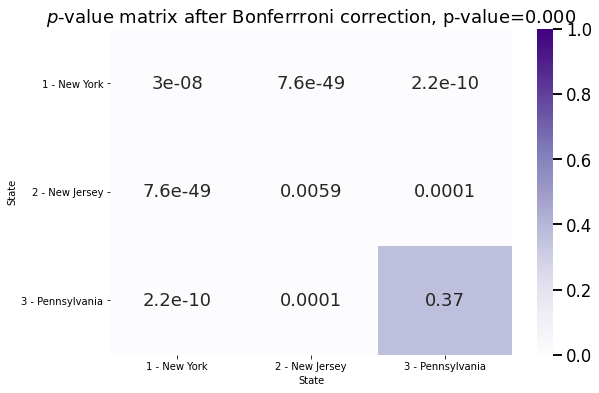 p-value matrix after Bonferrroni correction, p-value=0.000
1.0
1 - New York 3e-08 7.6e-49 2.2e-10
0.8
0.6
State
2 - New Jersey 7.6e-49 0.0059 0.0001
0.4
0.2
3 - Pennsylvania 2.2e-10 0.0001 0.37
0.0
1 - New York 2 - New Jersey 3 - Pennsylvania
State